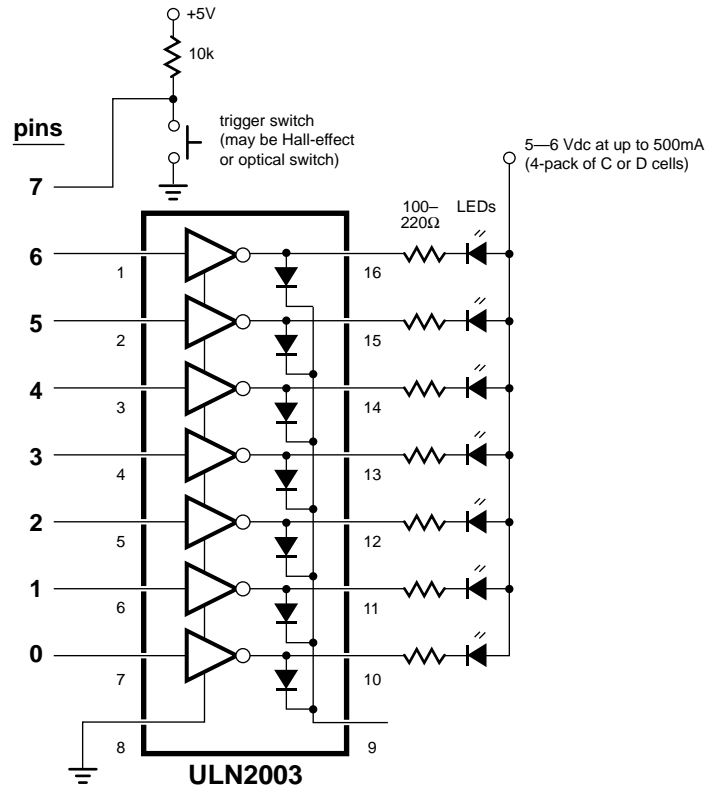 +5V
10k
pins
trigger switch
(may be Hall-effect
or optical switch)
5—6 Vdc at up to 500mA
(4-pack of C or D cells)
7
100–
220Ω
LEDs
6
1
16
5
2
15
4
3
14
3
4
13
2
5
12
1
6
11
0
7
10
8
9
ULN2003